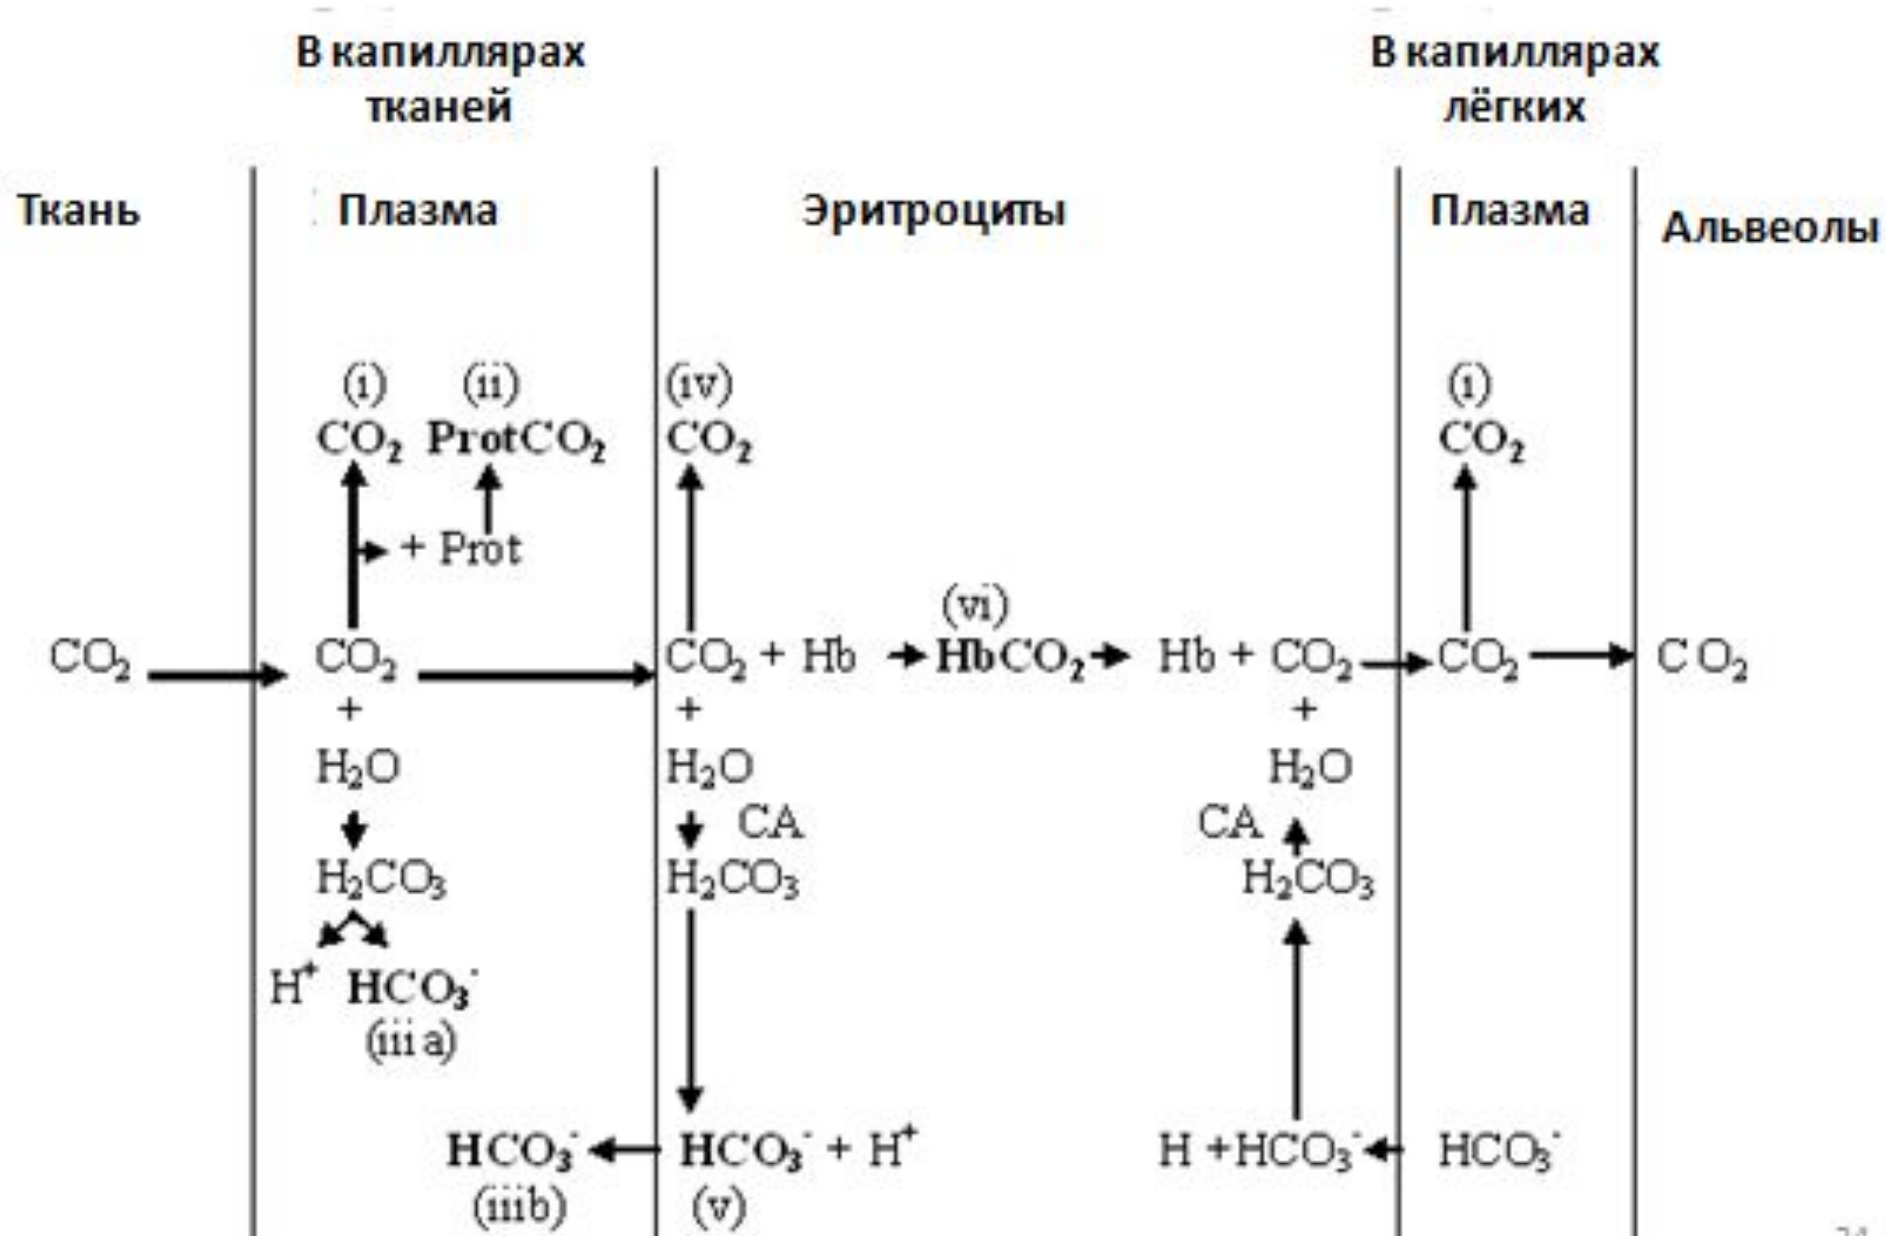 В капиллярах
тканей
В капиллярах
лёгких
Ткань
Плазма
Эритроциты
Плазма
Альвеолы
(i) (ii) (iv) (i)
CO₂ ProtCO₂ CO₂ CO₂
+ Prot
(vi)
CO₂ CO₂ CO₂ + Hb HbCO₂ Hb + CO₂ CO₂ CO₂
+ + +
H₂O H₂O H₂O
CA CA
H₂CO₃ H₂CO₃ H₂CO₃
H⁺ HCO₃⁻
(iiia)
HCO₃⁻ HCO₃⁻ + H⁺ H + HCO₃⁻ HCO₃⁻
(iiib) (v)